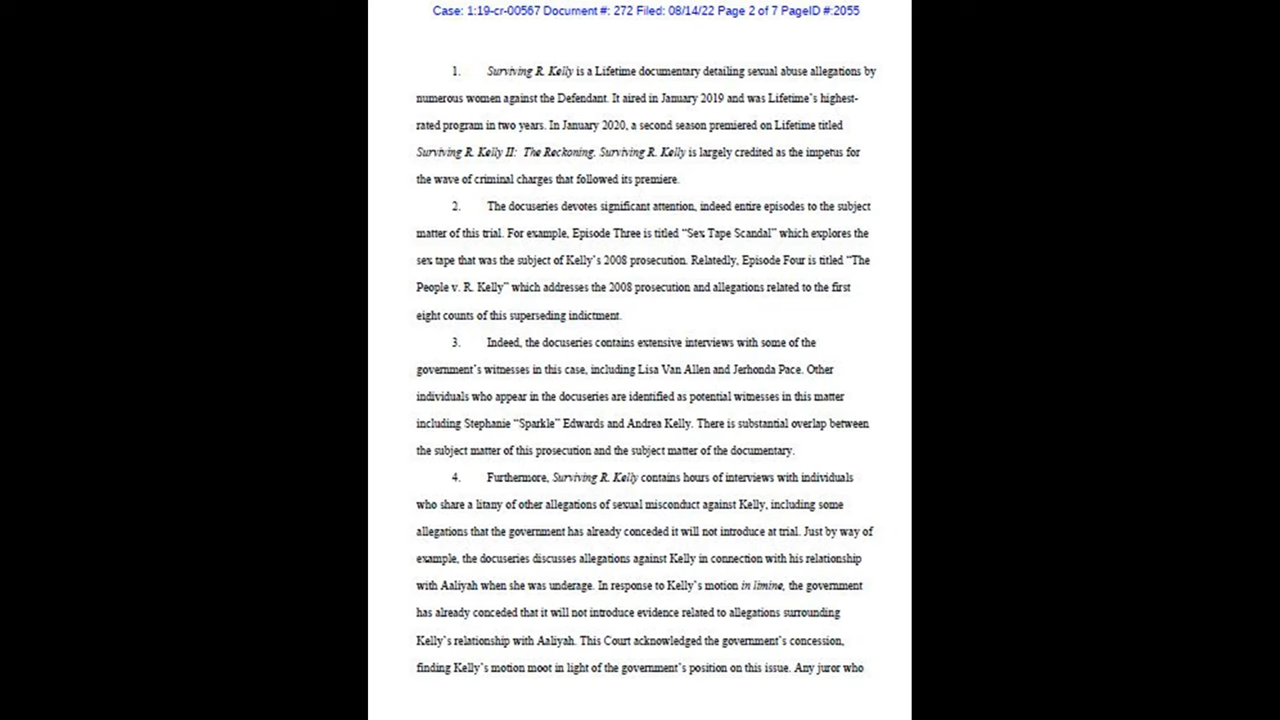 Case: 1:19-cr-00567 Document #: 272 Filed: 08/14/22 Page 2 of 7 PageID #:2055
1. Surviving R. Kelly is a Lifetime documentary detailing sexual abuse allegations by
numerous women against the Defendant. It aired in January 2019 and was Lifetime's highest-
rated program in two years. In January 2020, a second season premiered on Lifetime titled
Surviving R. Kelly II: The Reckoning. Surviving R. Kelly is largely credited as the impetus for
the wave of criminal charges that followed its premiere.
2. The docuseries devotes significant attention, indeed entire episodes to the subject
matter of this trial. For example, Episode Three is titled “Sex Tape Scandal” which explores the
sex tape that was the subject of Kelly's 2008 prosecution. Relatedly, Episode Four is titled “The
People v. R. Kelly” which addresses the 2008 prosecution and allegations related to the first
eight counts of this superseding indictment.
3. Indeed, the docuseries contains extensive interviews with some of the
government's witnesses in this case, including Lisa Van Allen and Jerhonda Pace. Other
individuals who appear in the docuseries are identified as potential witnesses in this matter
including Stephanie “Sparkle” Edwards and Andrea Kelly. There is substantial overlap between
the subject matter of this prosecution and the subject matter of the documentary.
4. Furthermore, Surviving R. Kelly contains hours of interviews with individuals
who share a litany of other allegations of sexual misconduct against Kelly, including some
allegations that the government has already conceded it will not introduce at trial. Just by way of
example, the docuseries discusses allegations against Kelly in connection with his relationship
with Aaliyah when she was underage. In response to Kelly's motion in limine, the government
has already conceded that it will not introduce evidence related to allegations surrounding
Kelly's relationship with Aaliyah. This Court acknowledged the government's concession,
finding Kelly's motion moot in light of the government's position on this issue. Any juror who